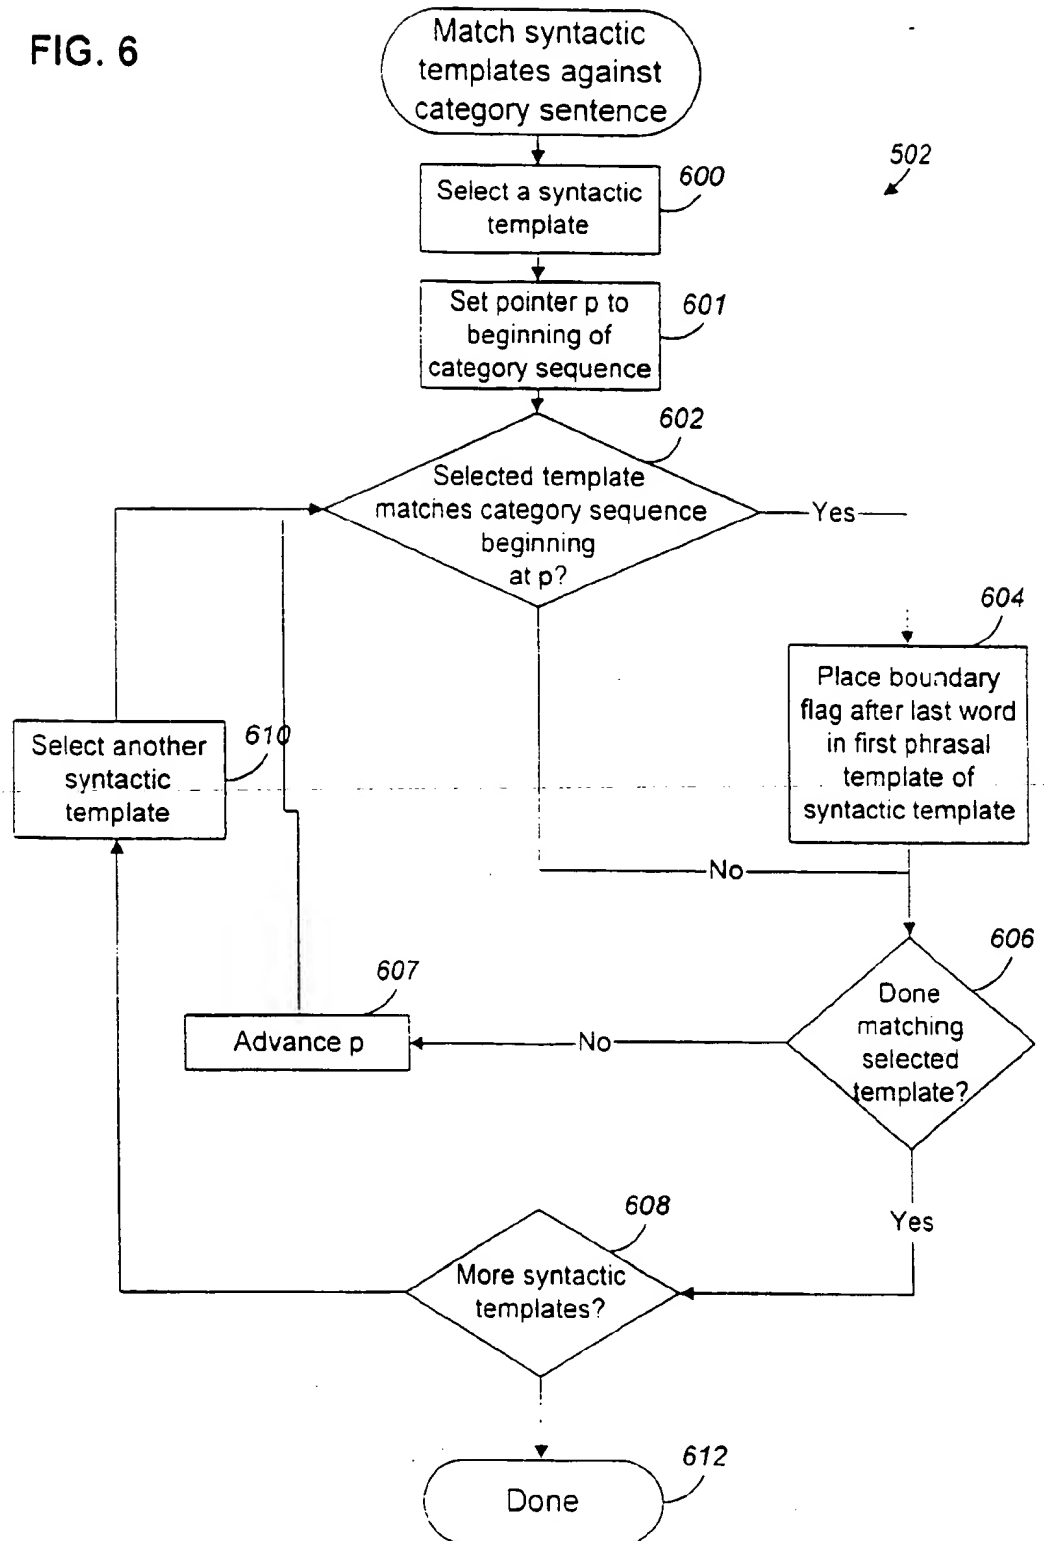 FIG. 6
Match syntactic
templates against
category sentence
502
600
Select a syntactic
template
601
Set pointer p to
beginning of
category sequence
602
Selected template
matches category sequence
beginning
at p?
Yes
604
Place boundary
flag after last word
in first phrasal
template of
syntactic template
610
Select another
syntactic
template
No
606
Done
matching
selected
template?
607
Advance p
No
Yes
608
More syntactic
templates?
612
Done